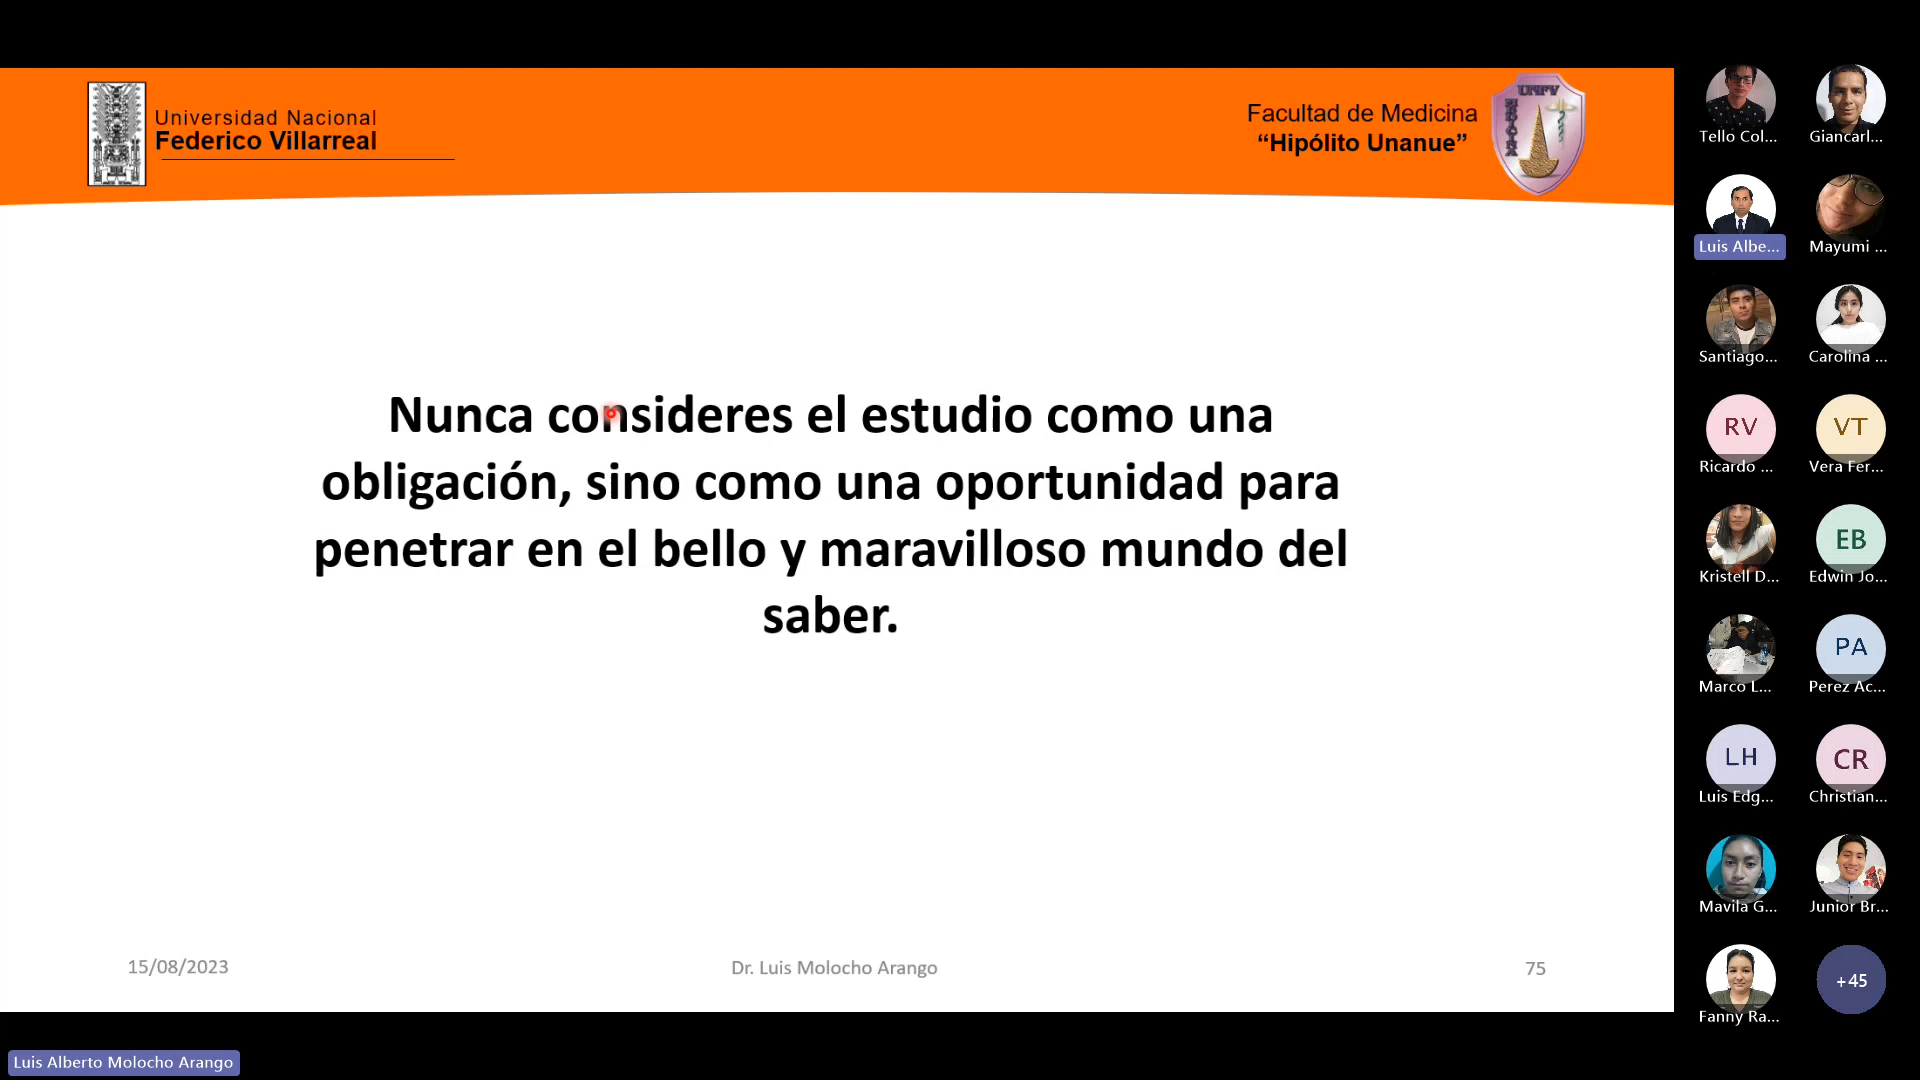 Universidad Nacional
Federico Villarreal
Facultad de Medicina
“Hipólito Unanue”
UNFV
Nunca consideres el estudio como una
obligación, sino como una oportunidad para
penetrar en el bello y maravilloso mundo del
saber.
15/08/2023
Dr. Luis Molocho Arango
75
Tello Col...
Giancarl...
Luis Albe...
Mayumi ...
Santiago...
Carolina ...
RV
Ricardo ...
VT
Vera Fer...
Kristell D...
EB
Edwin Jo...
Marco L...
PA
Perez Ac...
LH
Luis Edg...
CR
Christian...
Mavila G...
Junior Br...
Fanny Ra...
+45
Luis Alberto Molocho Arango